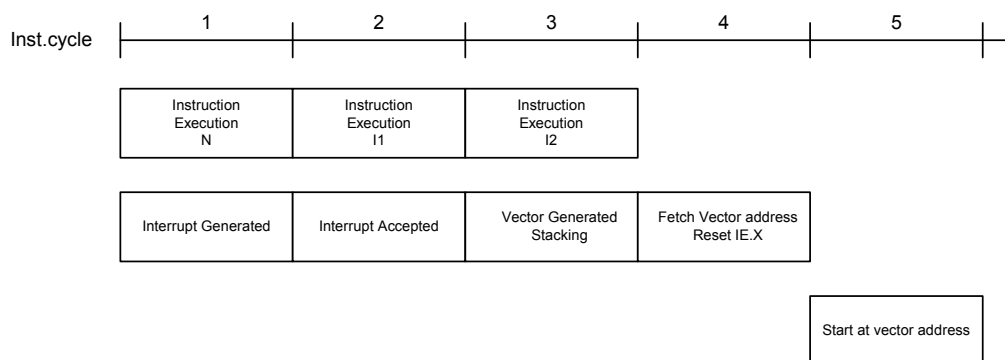 Inst.cycle 1 2 3 4 5
Instruction
Execution
N
Instruction
Execution
I1
Instruction
Execution
I2
Interrupt Generated
Interrupt Accepted
Vector Generated
Stacking
Fetch Vector address
Reset IE.X
Start at vector address